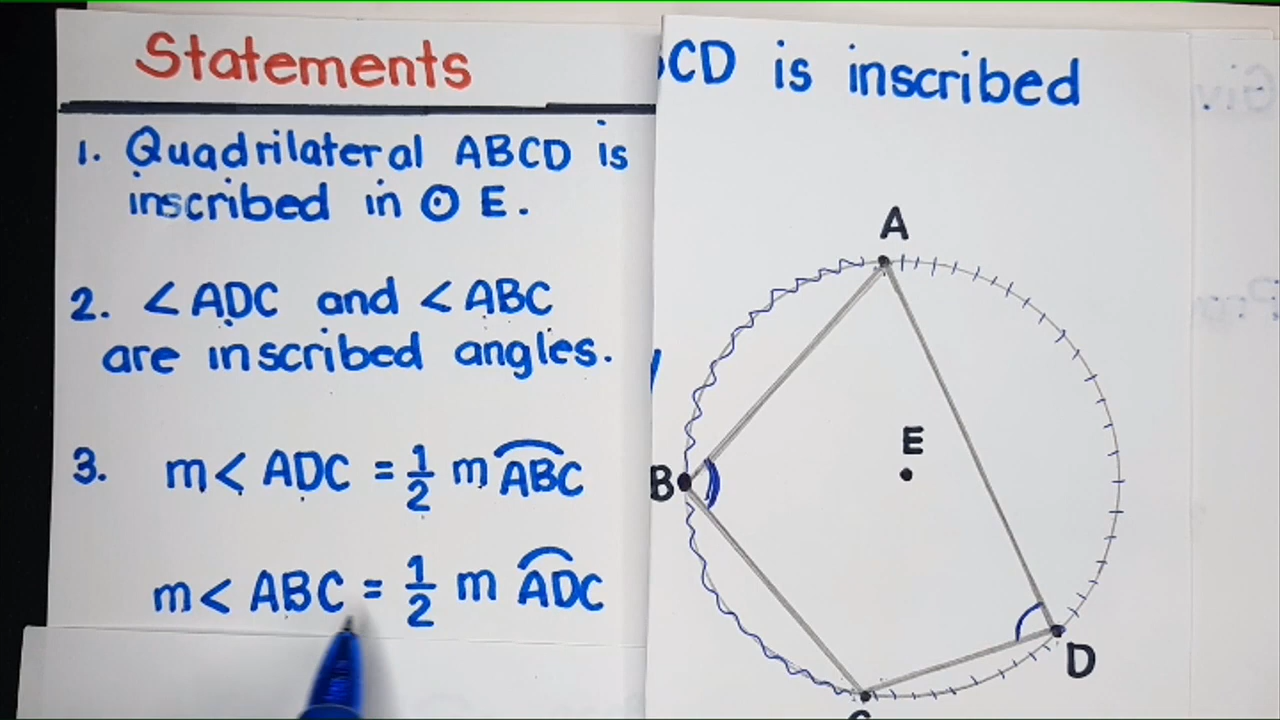 Statements
1. Quadrilateral ABCD is
inscribed in ⊙ E.
2. <ADC and <ABC
are inscribed angles.
3. m< ADC = 1/2 m ABC
m< ABC = 1/2 m ADC
CD is inscribed
A
E
B
D